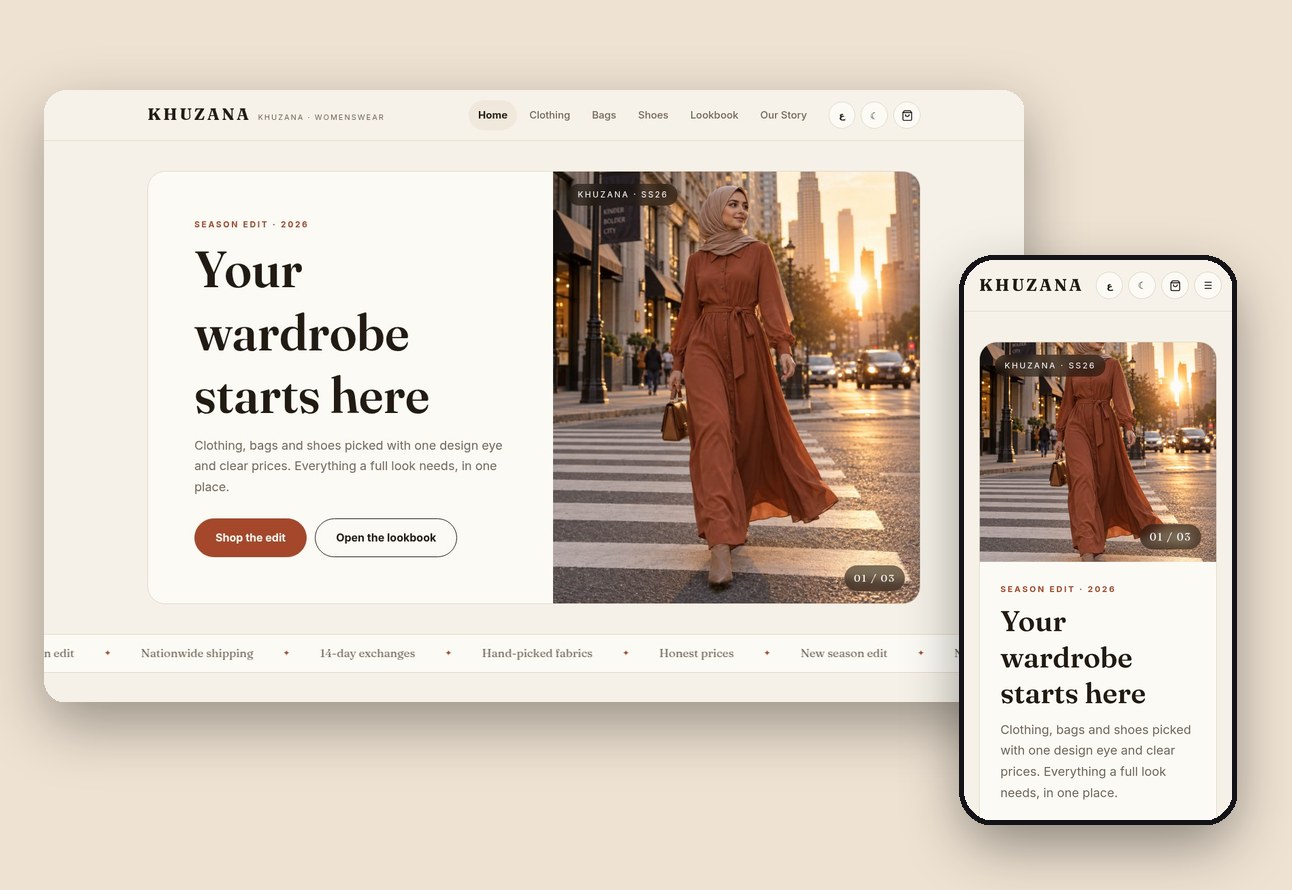 KHUZANA KHUZANA · WOMENSWEAR
Home Clothing Bags Shoes Lookbook Our Story ع
KHUZANA · SS26
KINDER
BOLZER
CITY
SEASON EDIT · 2026
Your
wardrobe
starts here
Clothing, bags and shoes picked with one design eye
and clear prices. Everything a full look needs, in one
place.
Shop the edit Open the lookbook
01 / 03
n edit ✦ Nationwide shipping ✦ 14-day exchanges ✦ Hand-picked fabrics ✦ Honest prices ✦ New season edit ✦ N
KHUZANA ع
KHUZANA · SS26
01 / 03
SEASON EDIT · 2026
Your
wardrobe
starts here
Clothing, bags and shoes picked
with one design eye and clear
prices. Everything a full look
needs, in one place.